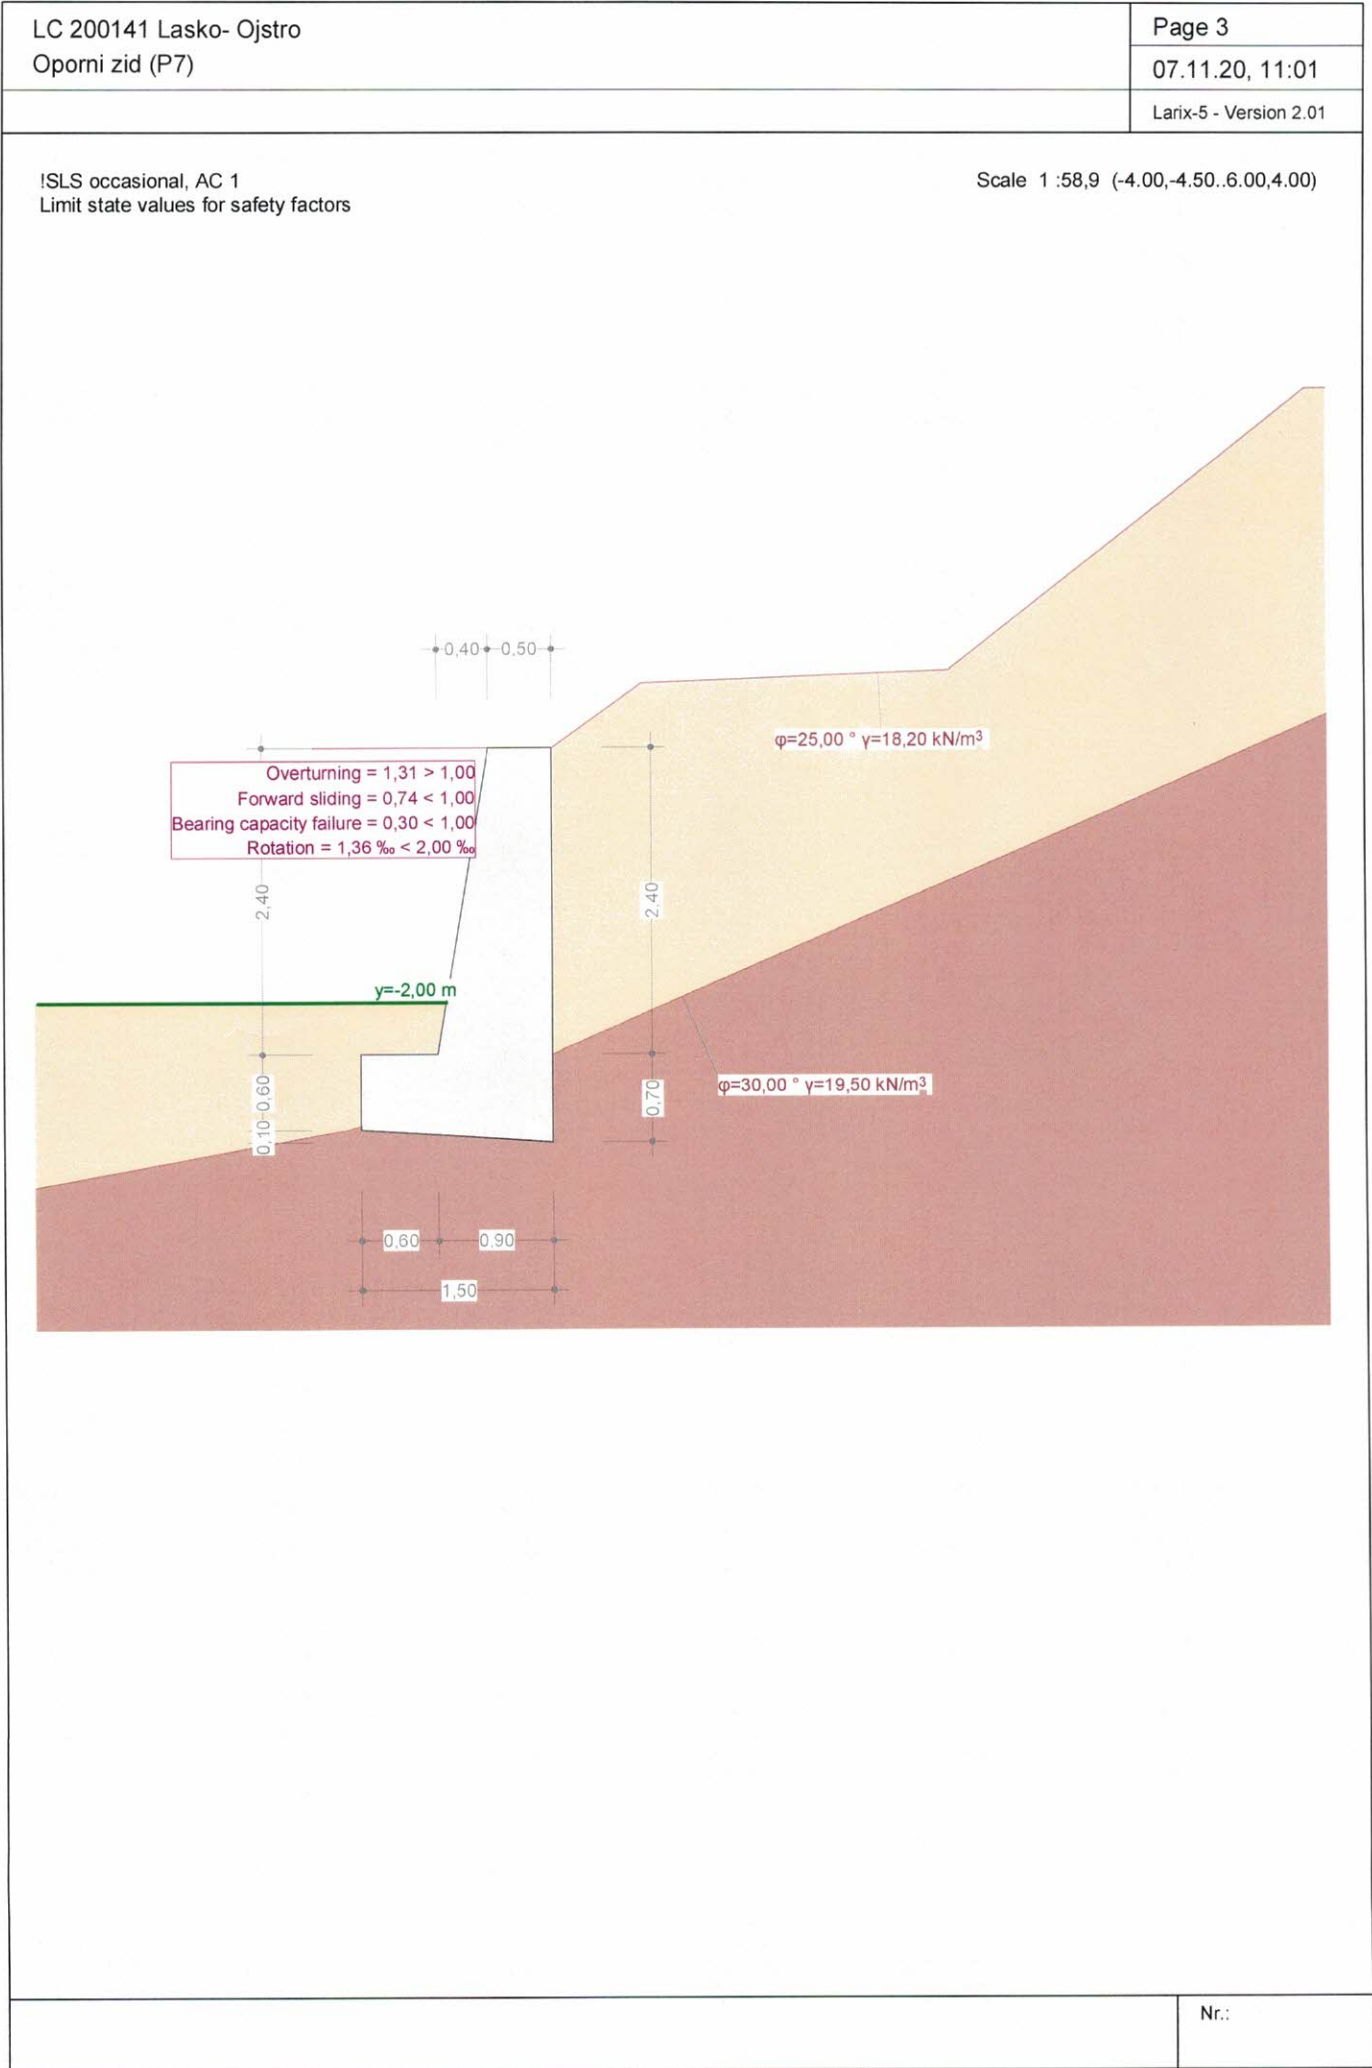 LC 200141 Lasko- Ojstro
Oporni zid (P7)
Page 3
07.11.20, 11:01
Larix-5 - Version 2.01
!SLS occasional, AC 1
Limit state values for safety factors
Scale 1 :58,9 (-4.00,-4.50..6.00,4.00)
0,40 0,50
φ=25,00 ° γ=18,20 kN/m³
Overturning = 1,31 > 1,00
Forward sliding = 0,74 < 1,00
Bearing capacity failure = 0,30 < 1,00
Rotation = 1,36 ‰ < 2,00 ‰
2,40
2,40
y=-2,00 m
φ=30,00 ° γ=19,50 kN/m³
0,10 0,60
0,70
0,60 0,90
1,50
Nr.: